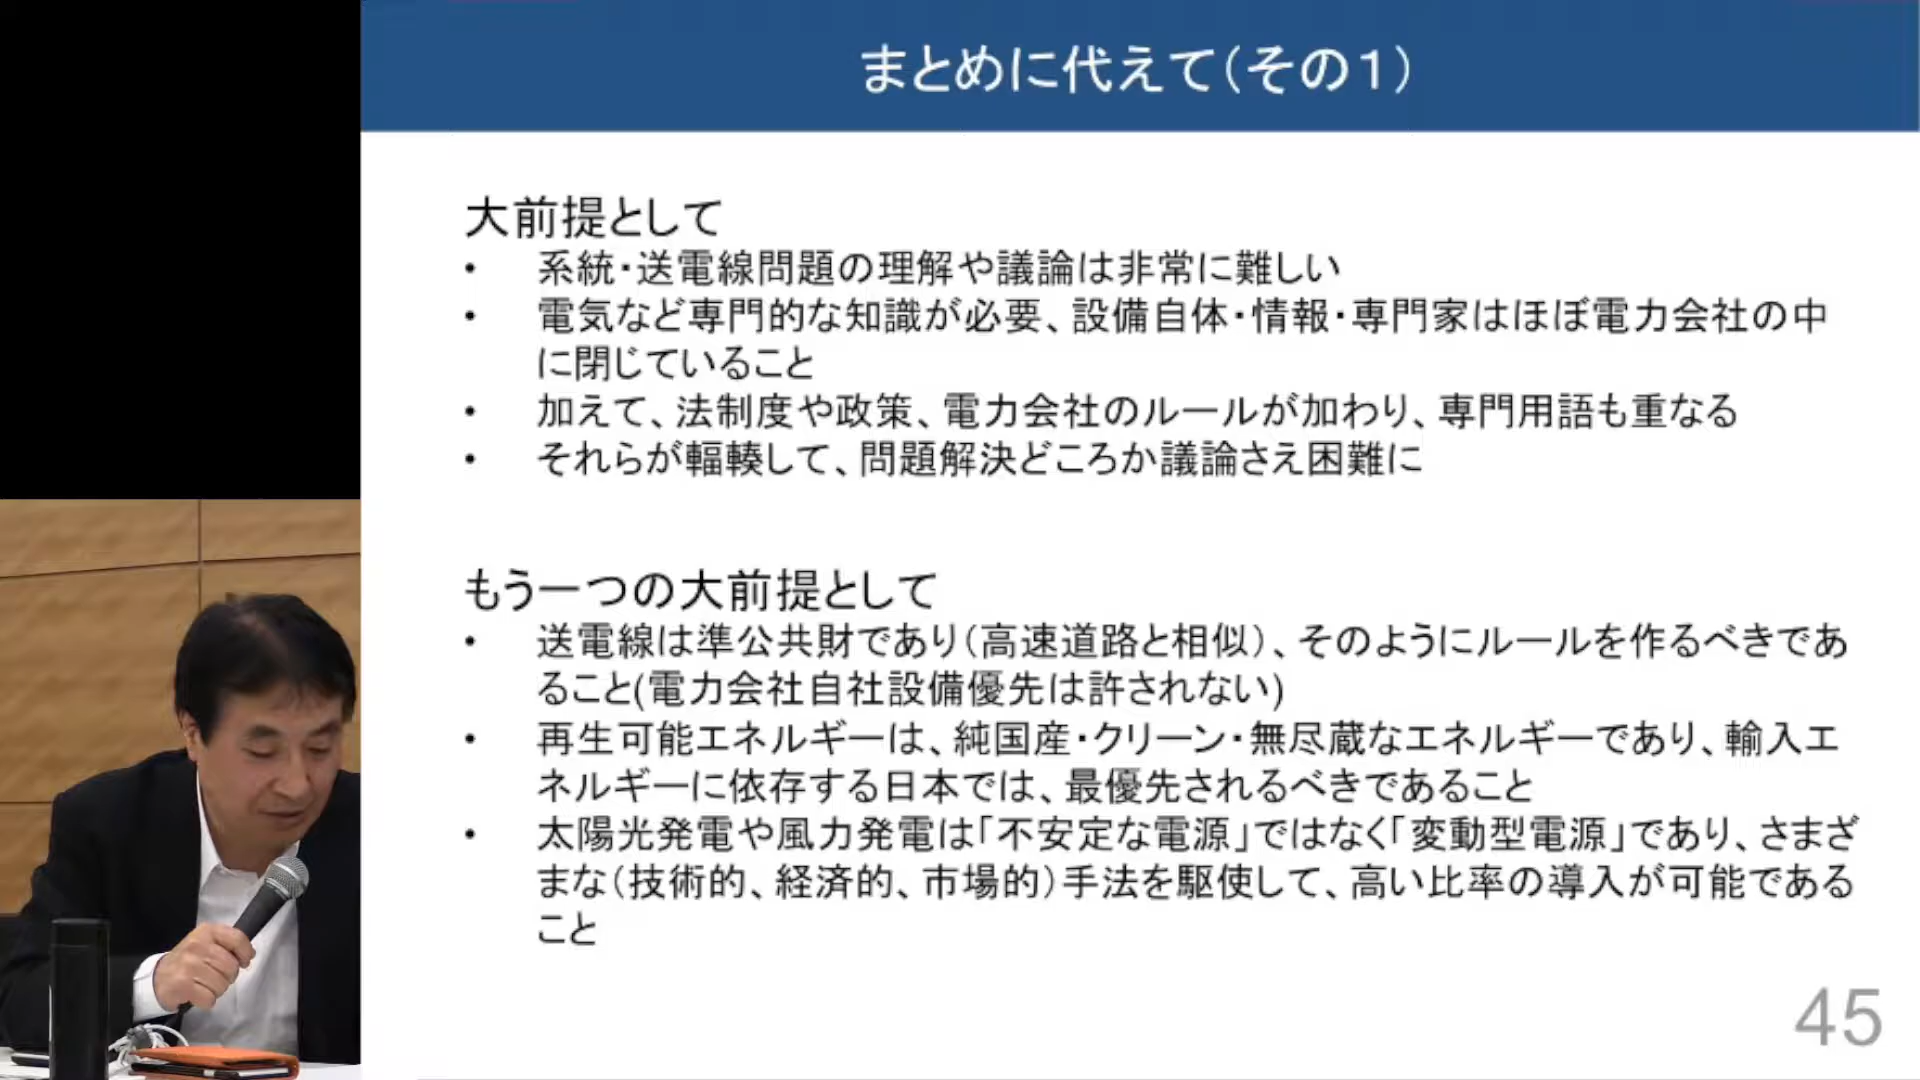 まとめに代えて（その１）
大前提として
• 系統・送電線問題の理解や議論は非常に難しい
• 電気など専門的な知識が必要、設備自体・情報・専門家はほぼ電力会社の中
に閉じていること
• 加えて、法制度や政策、電力会社のルールが加わり、専門用語も重なる
• それらが輻輳して、問題解決どころか議論さえ困難に
もう一つの大前提として
• 送電線は準公共財であり（高速道路と相似）、そのようにルールを作るべきであ
ること(電力会社自社設備優先は許されない)
• 再生可能エネルギーは、純国産・クリーン・無尽蔵なエネルギーであり、輸入エ
ネルギーに依存する日本では、最優先されるべきであること
• 太陽光発電や風力発電は「不安定な電源」ではなく「変動型電源」であり、さまざ
まな（技術的、経済的、市場的）手法を駆使して、高い比率の導入が可能である
こと
45